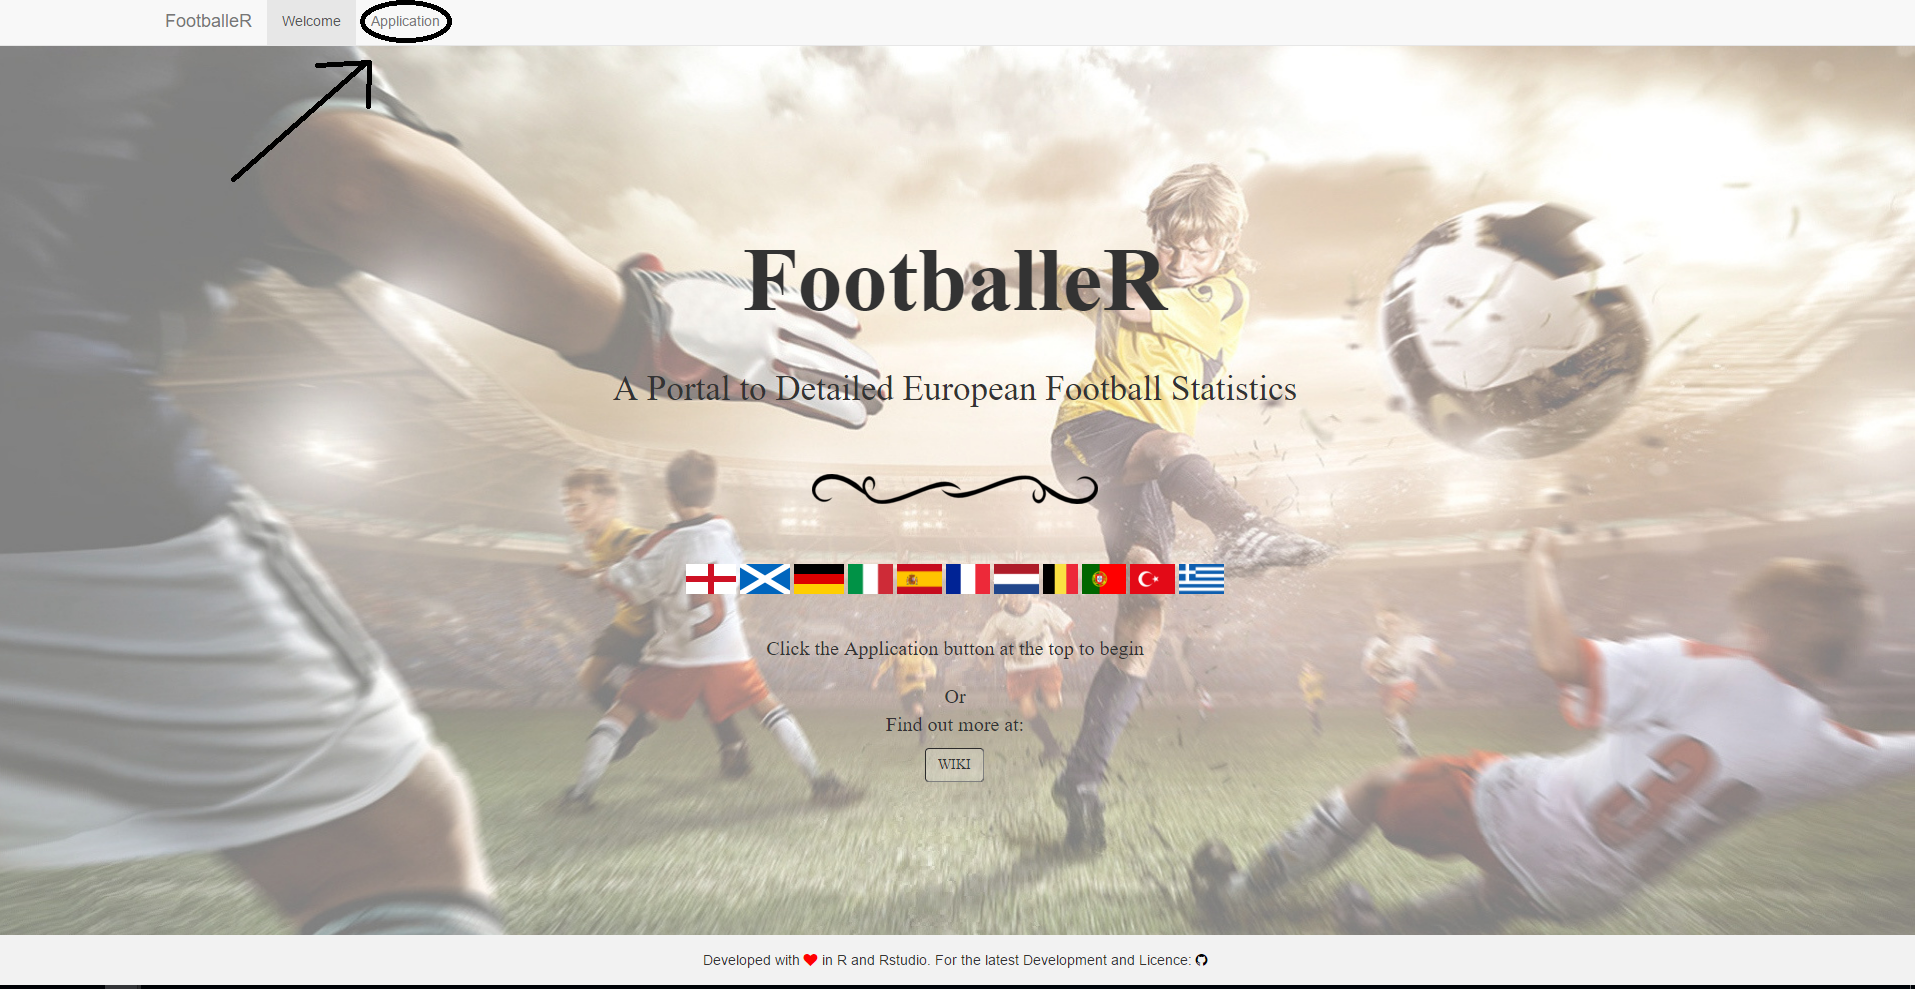 FootballeR Welcome Application
FootballeR
A Portal to Detailed European Football Statistics
Click the Application button at the top to begin
Or
Find out more at:
WIKI
Developed with ❤ in R and Rstudio. For the latest Development and Licence: